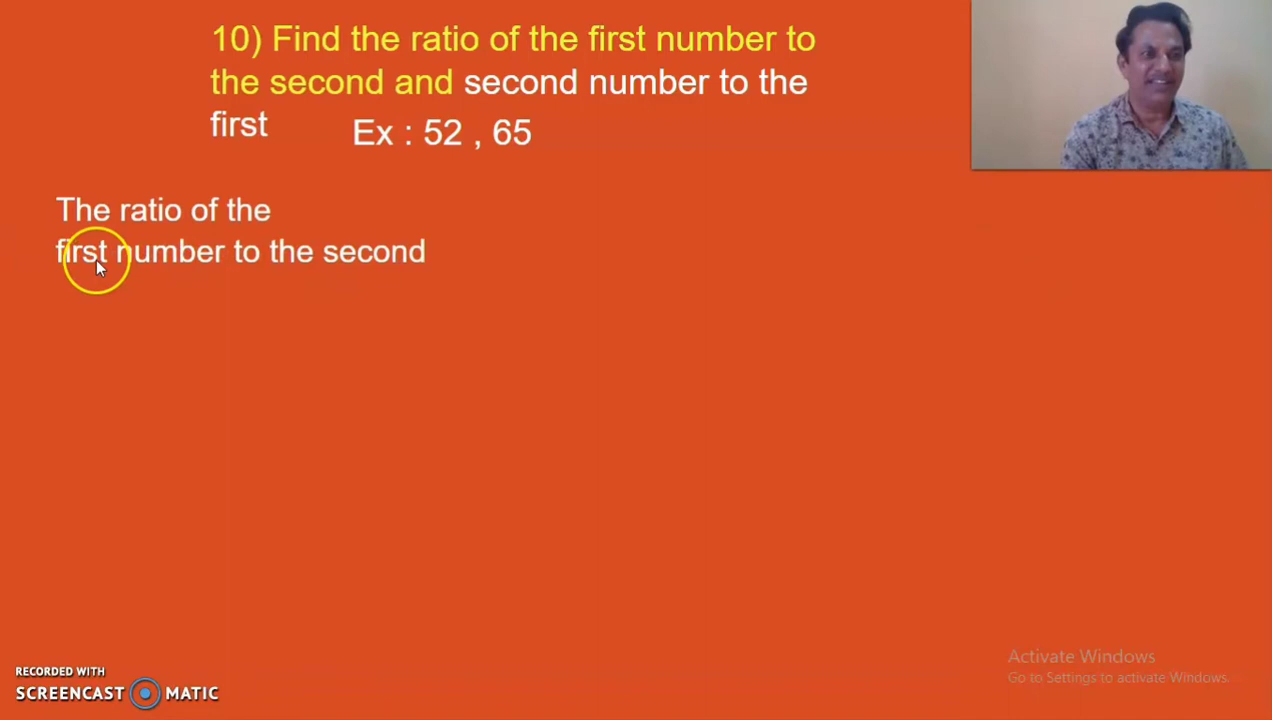 10) Find the ratio of the first number to
the second and second number to the
first
Ex : 52 , 65
The ratio of the
first number to the second
RECORDED WITH
SCREENCAST MATIC
Activate Windows
Go to Settings to activate Windows.